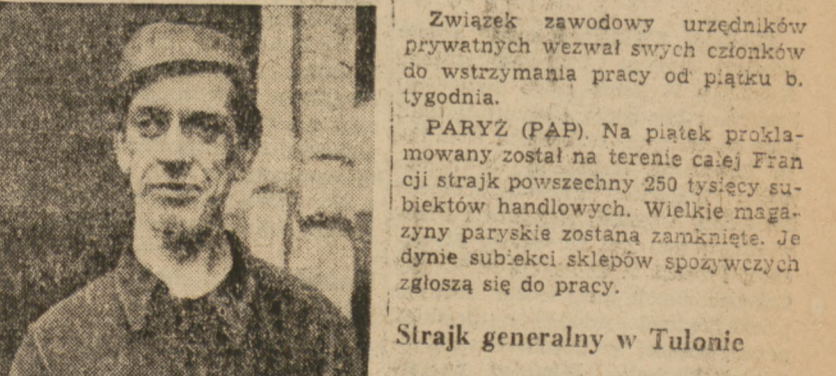 Związek zawodowy urzędników
prywatnych wezwał swych członków
do wstrzymania pracy od piątku b.
tygodnia.
PARYŻ (PAP). Na piątek prokla-
mowany został na terenie całej Fran
cji strajk powszechny 250 tysięcy su-
biektów handlowych. Wielkie maga-
zyny paryskie zostaną zamknięte. Je
dynie subiekci sklepów spożywczych
zgłoszą się do pracy.
Strajk generalny w Tulonie